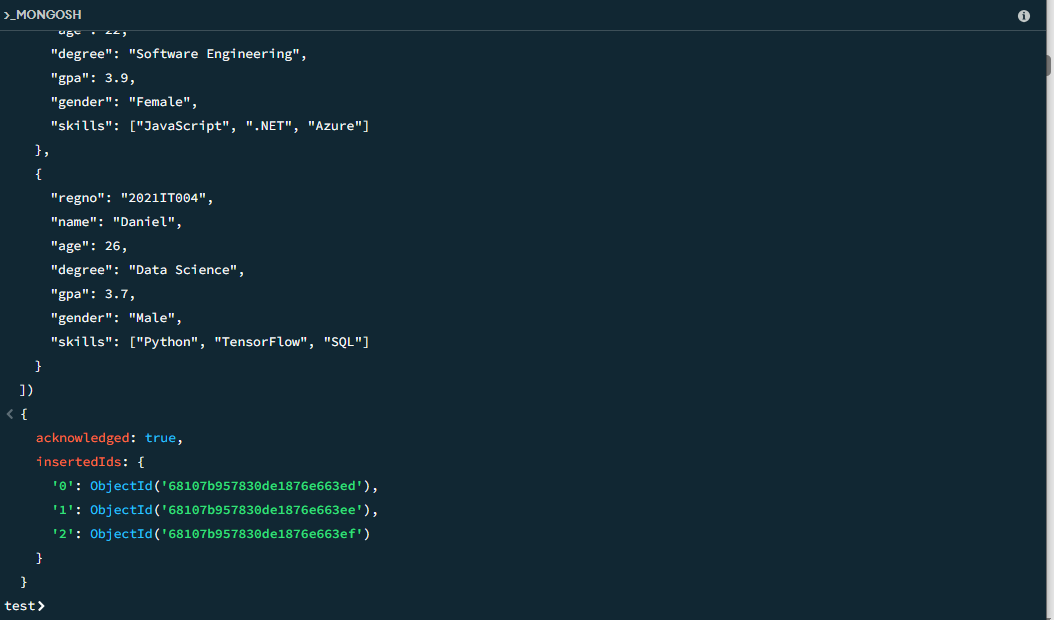 >_MONGOSH
"age": 22,
"degree": "Software Engineering",
"gpa": 3.9,
"gender": "Female",
"skills": ["JavaScript", ".NET", "Azure"]
},
{
"regno": "2021IT004",
"name": "Daniel",
"age": 26,
"degree": "Data Science",
"gpa": 3.7,
"gender": "Male",
"skills": ["Python", "TensorFlow", "SQL"]
}
])
< {
acknowledged: true,
insertedIds: {
'0': ObjectId('68107b957830de1876e663ed'),
'1': ObjectId('68107b957830de1876e663ee'),
'2': ObjectId('68107b957830de1876e663ef')
}
}
test>